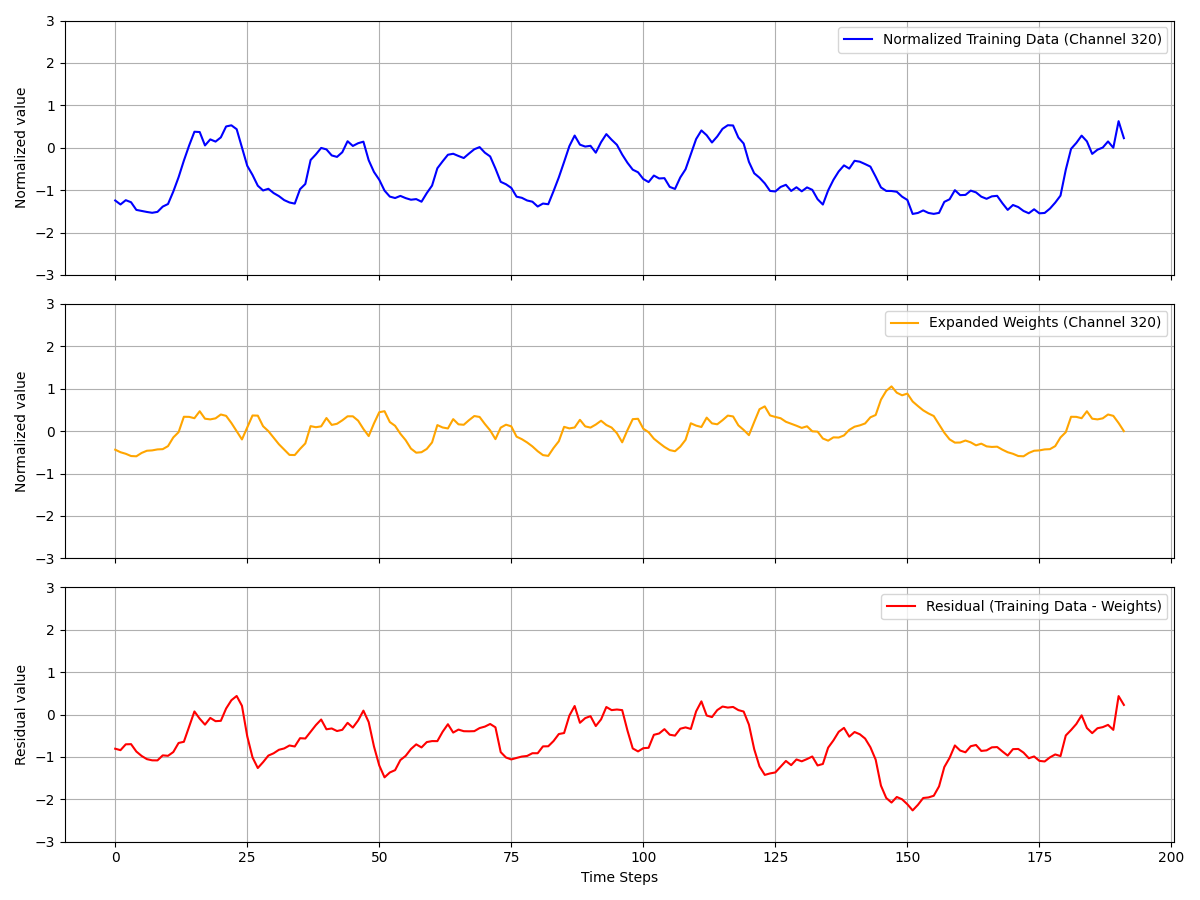 Normalized value
3
2
1
0
−1
−2
−3
Normalized Training Data (Channel 320)
Normalized value
3
2
1
0
−1
−2
−3
Expanded Weights (Channel 320)
Residual value
3
2
1
0
−1
−2
−3
Residual (Training Data - Weights)
0 25 50 75 100 125 150 175 200
Time Steps